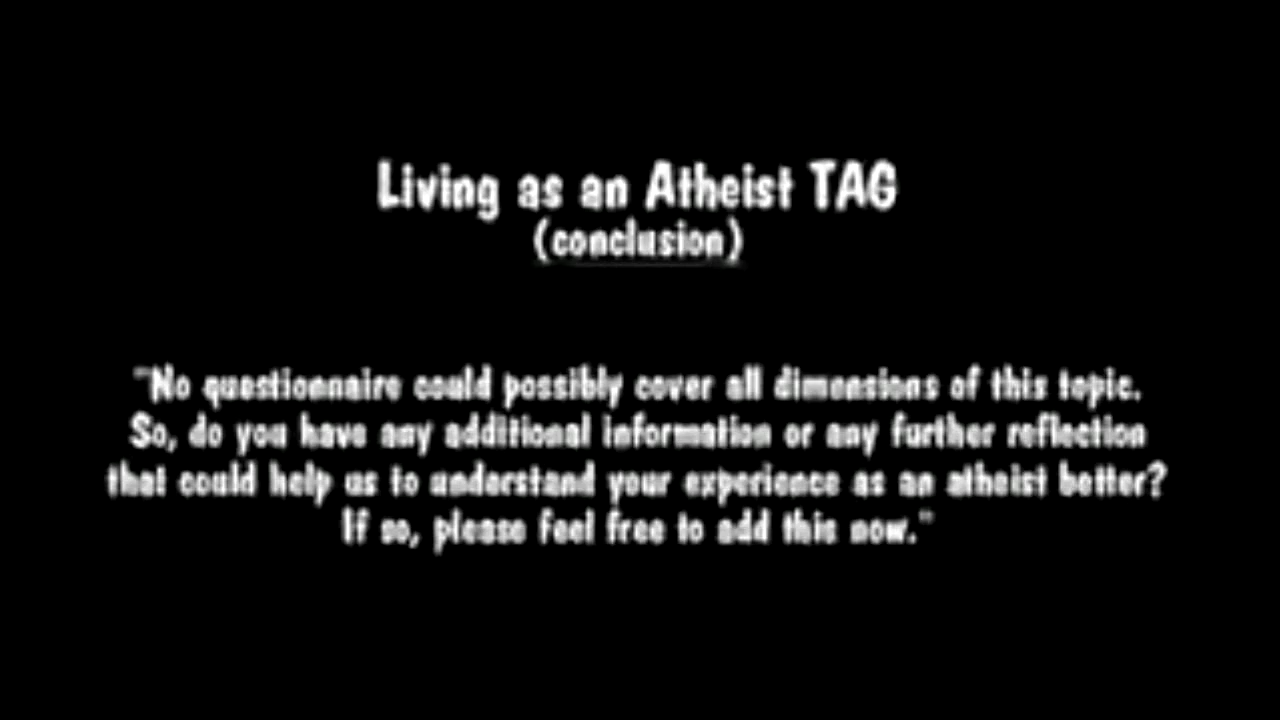 Living as an Atheist TAG
(conclusion)
"No questionnaire could possibly cover all dimensions of this topic.
So, do you have any additional information or any further reflection
that could help us to understand your experience as an atheist better?
If so, please feel free to add this now."